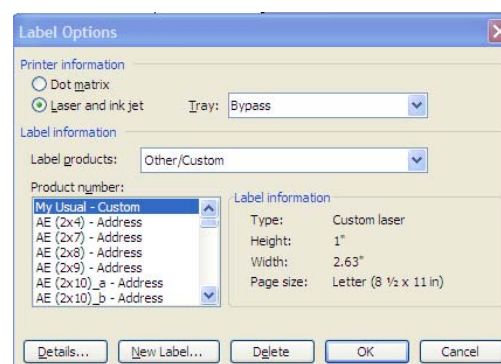 Label Options
Printer information
Dot matrix
Laser and ink jet Tray: Bypass
Label information
Label products: Other/Custom
Product number:
My Usual - Custom
AE (2x4) - Address
AE (2x7) - Address
AE (2x8) - Address
AE (2x9) - Address
AE (2x10)_a - Address
AE (2x10)_b - Address
Label information
Type: Custom laser
Height: 1"
Width: 2.63"
Page size: Letter (8 ½ x 11 in)
Details... New Label... Delete OK Cancel